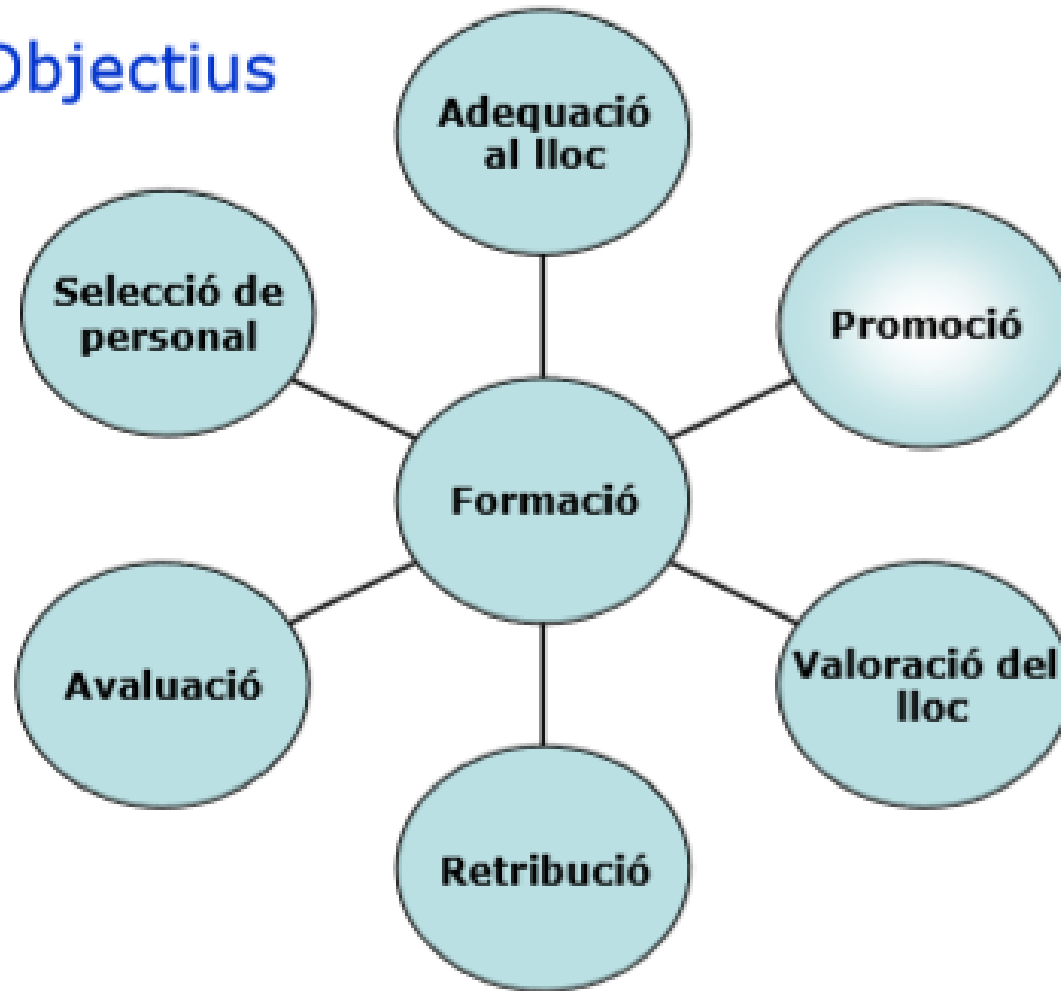 Objectius
Adequació
al lloc
Selecció de
personal
Promoció
Formació
Avaluació
Valoració del
lloc
Retribució